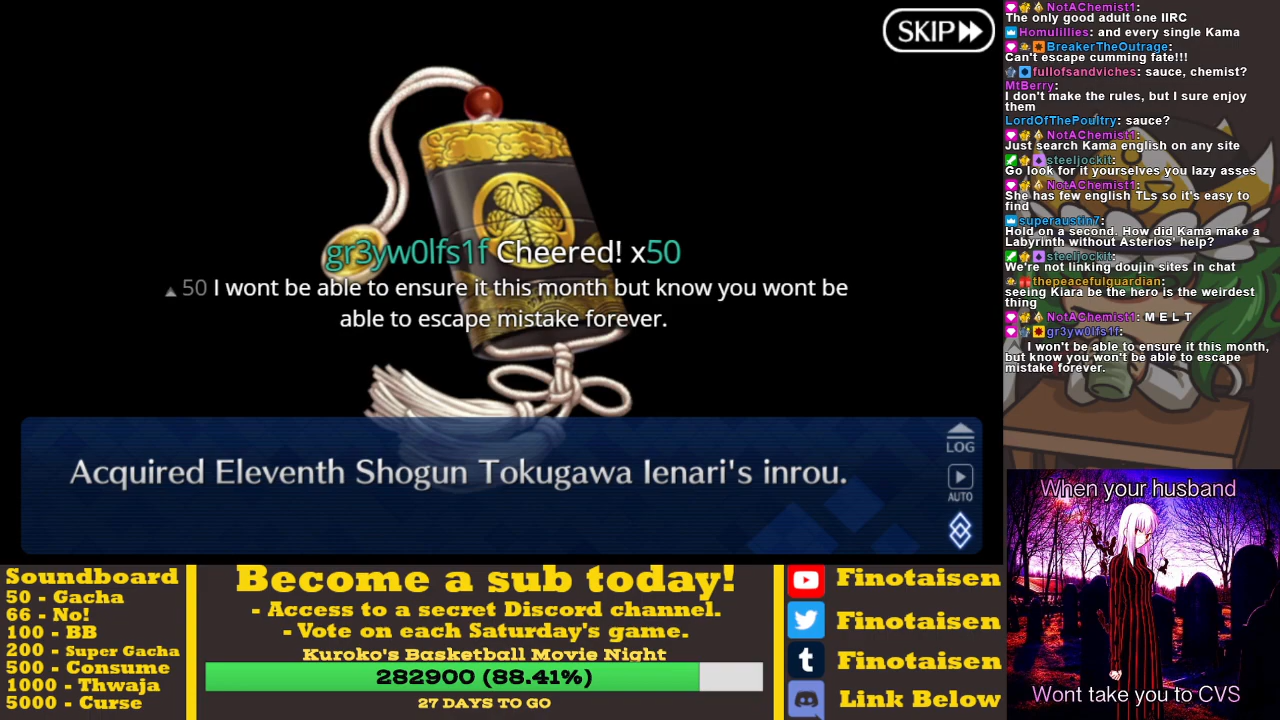 SKIP
gr3yw0lfs1f Cheered! x50
50 I wont be able to ensure it this month but know you wont be
able to escape mistake forever.
Acquired Eleventh Shogun Tokugawa Ienari's inrou.
LOG
AUTO
NotAChemist1:
The only good adult one IIRC
Homulillies: and every single Kama
BreakerTheOutrage:
Can't escape cumming fate!!!
fullofsandviches: sauce, chemist?
MtBerry:
I don't make the rules, but I sure enjoy
them
LordOfThePoultry: sauce?
NotAChemist1:
Just search Kama english on any site
steeljockit:
Go look for it yourselves you lazy asses
NotAChemist1:
She has few english TLs so it's easy to
find
superaustin7:
Hold on a second. How did Kama make a
Labyrinth without Asterios' help?
steeljockit:
We're not linking doujin sites in chat
thepeacefulguardian:
seeing Kiara be the hero is the weirdest
thing
NotAChemist1: M E L T
gr3yw0lfs1f:
I won't be able to ensure it this month,
but know you won't be able to escape
mistake forever.
When your husband
Wont take you to CVS
Soundboard
50 - Gacha
66 - No!
100 - BB
200 - Super Gacha
500 - Consume
1000 - Thwaja
5000 - Curse
Become a sub today!
- Access to a secret Discord channel.
- Vote on each Saturday's game.
Kuroko's Basketball Movie Night
282900 (88.41%)
27 DAYS TO GO
Finotaisen
Finotaisen
Finotaisen
Link Below